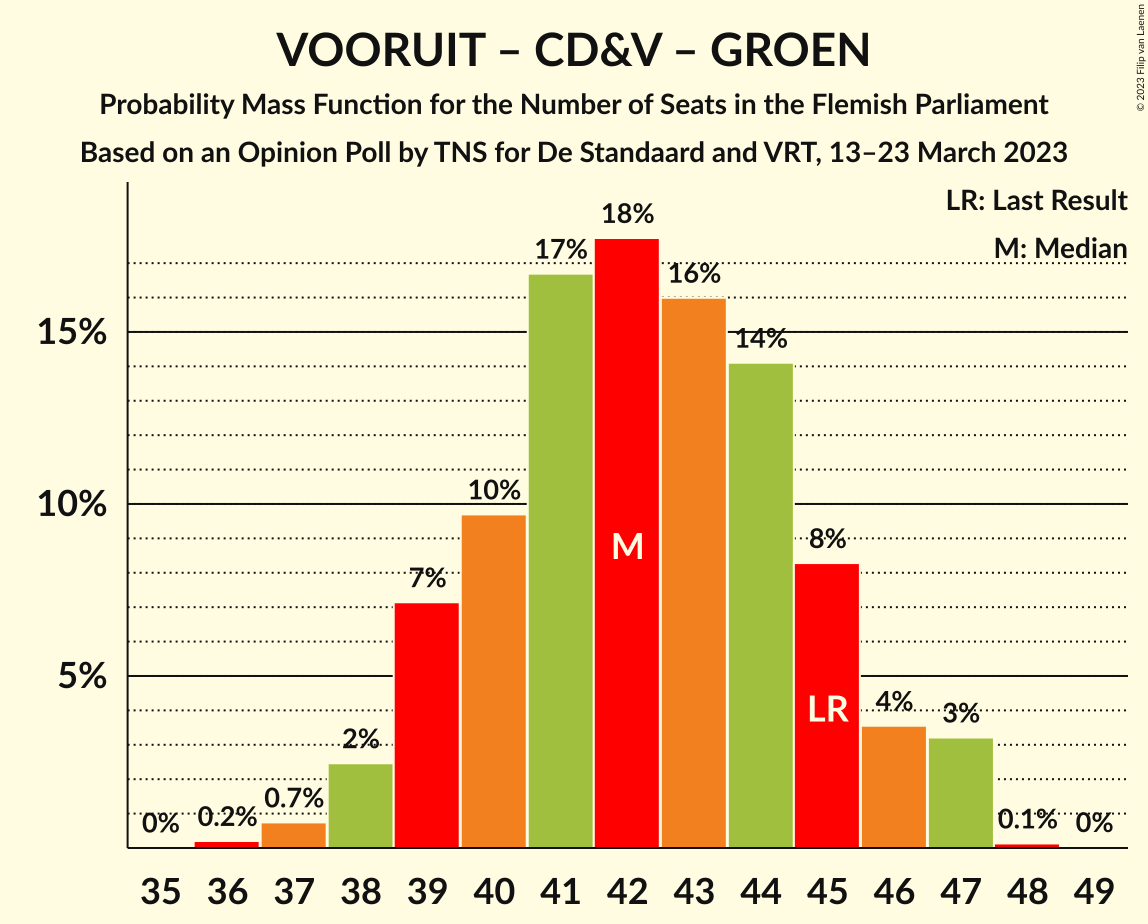 VOORUIT – CD&V – GROEN
Probability Mass Function for the Number of Seats in the Flemish Parliament
Based on an Opinion Poll by TNS for De Standaard and VRT, 13–23 March 2023
© 2023 Filip van Laenen
LR: Last Result
M: Median
15%
10%
5%
0% 0.2% 0.7% 2% 7% 10% 17% 18% 16% 14% 8% 4% 3% 0.1% 0%
M
LR
35 36 37 38 39 40 41 42 43 44 45 46 47 48 49